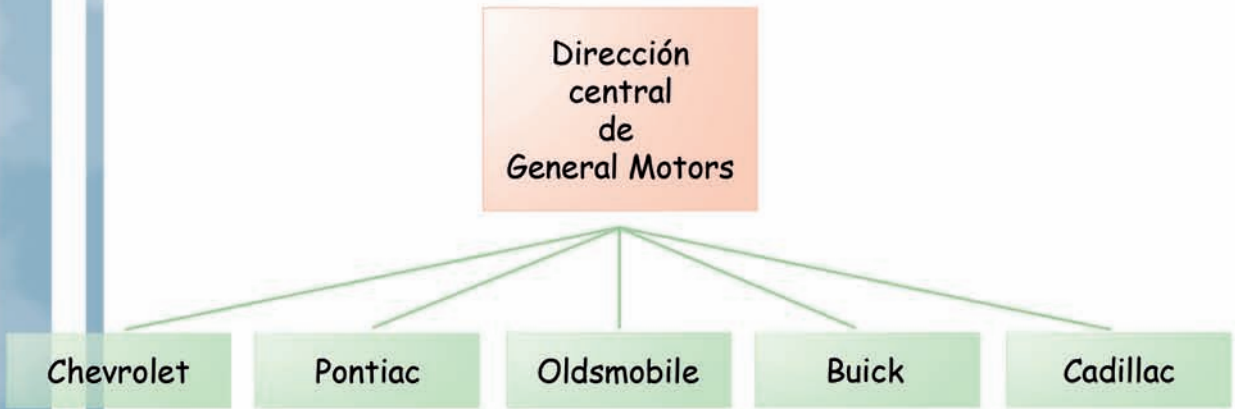 Dirección
central
de
General Motors
Chevrolet
Pontiac
Oldsmobile
Buick
Cadillac